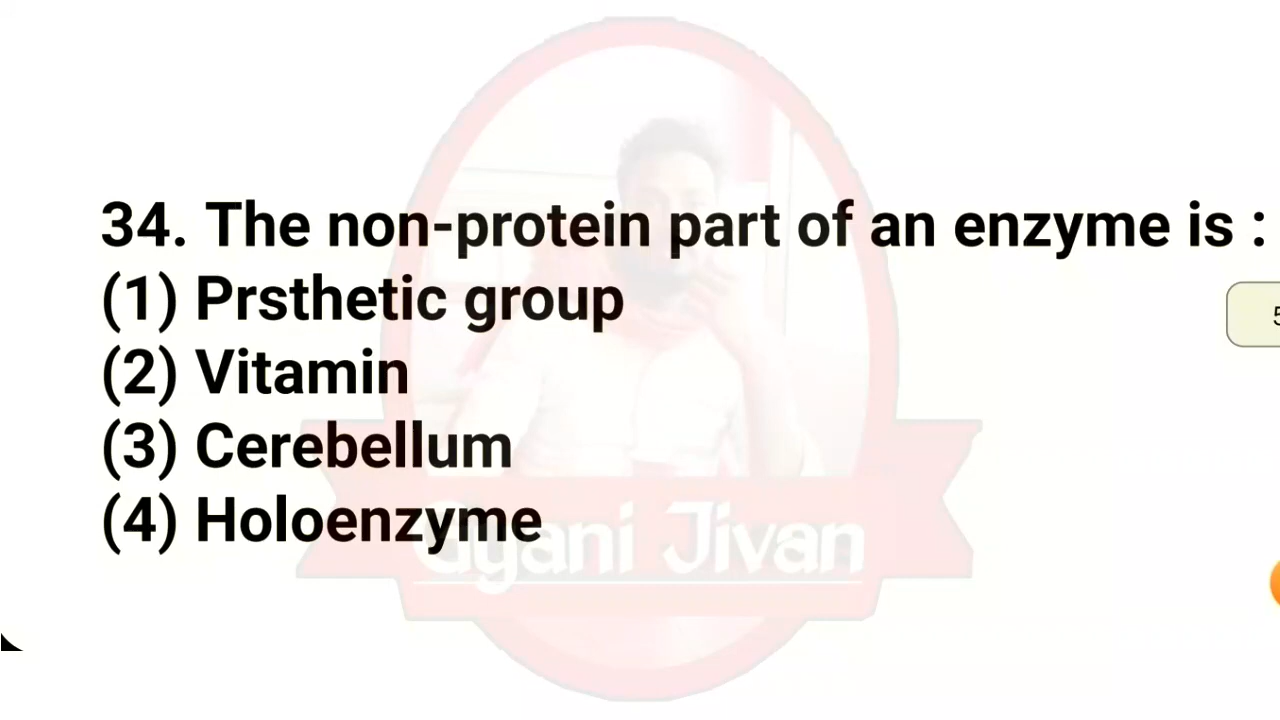 34. The non-protein part of an enzyme is :
(1) Prsthetic group
(2) Vitamin
(3) Cerebellum
(4) Holoenzyme
Gyani Jivan